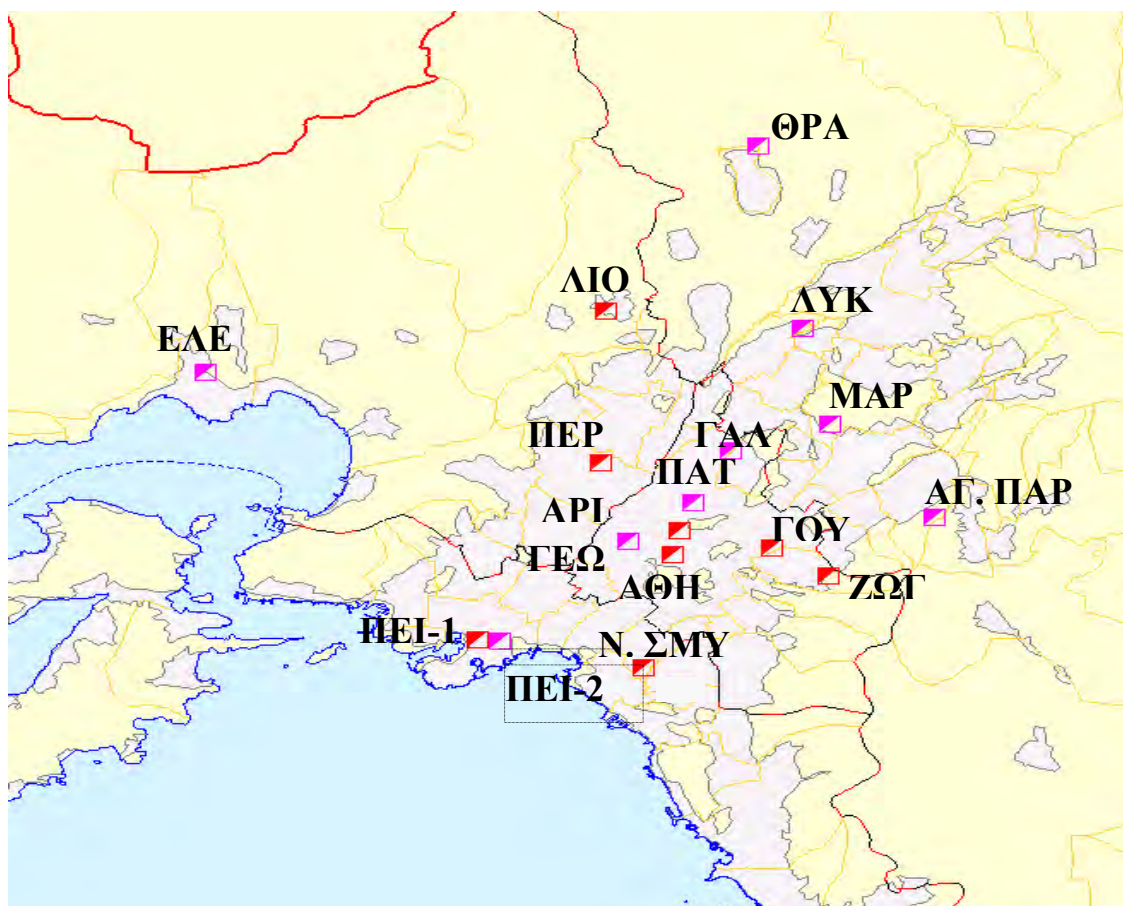 ΘΡΑ
ΛΙΟ
ΛΥΚ
ΕΛΕ
ΜΑΡ
ΠΕΡ
ΓΑΛ
ΠΑΤ
ΑΓ. ΠΑΡ
ΑΡΙ
ΓΟΥ
ΓΕΩ
ΑΘΗ
ΖΩΓ
ΠΕΙ-1
Ν. ΣΜΥ
ΠΕΙ-2